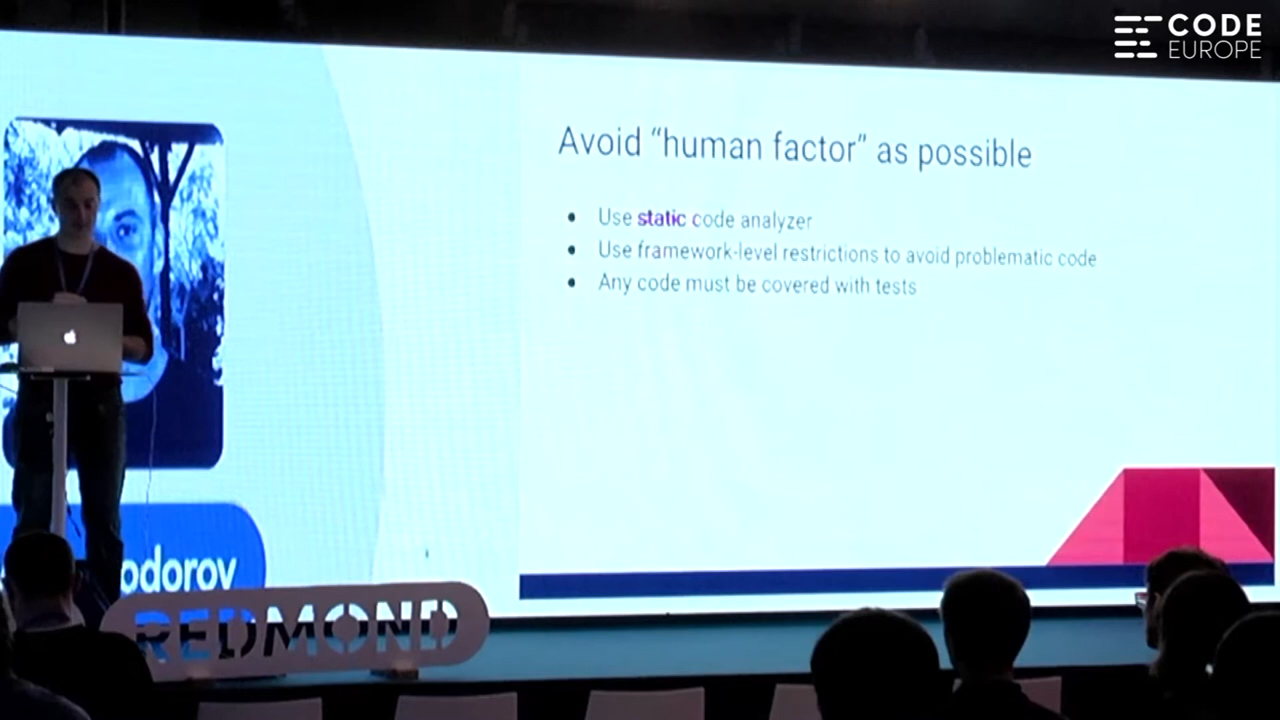 CODE
EUROPE
Avoid “human factor” as possible
• Use static code analyzer
• Use framework-level restrictions to avoid problematic code
• Any code must be covered with tests
odorov
REDMOND